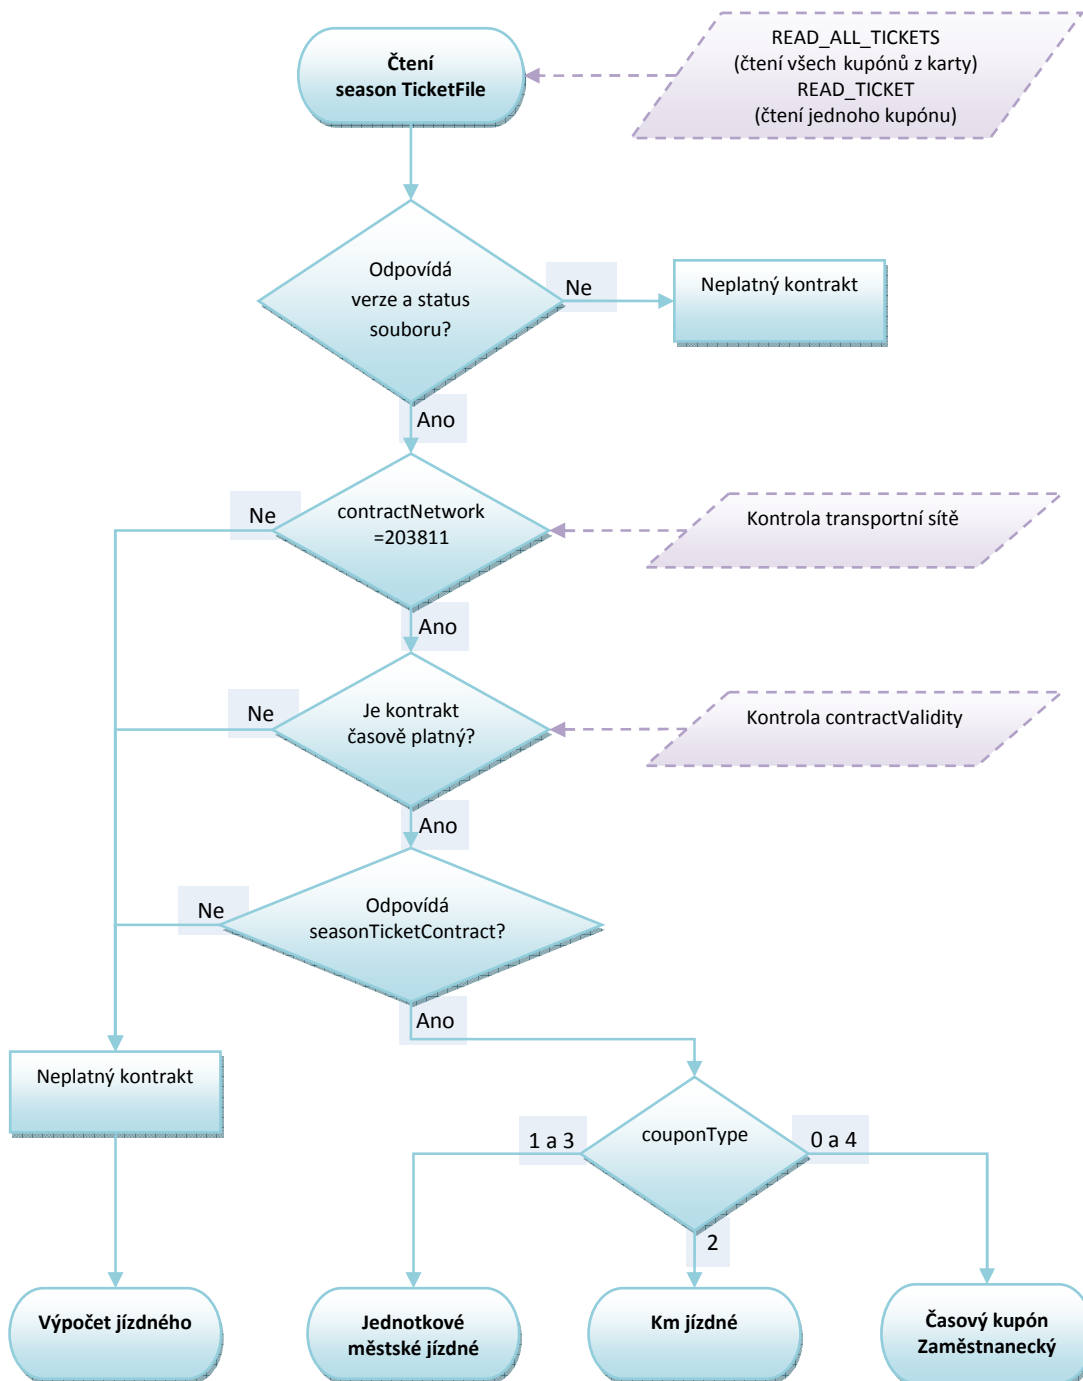 Čtení
season TicketFile
READ_ALL_TICKETS
(čtení všech kupónů z karty)
READ_TICKET
(čtení jednoho kupónu)
Odpovídá
verze a status
souboru?
Ne
Neplatný kontrakt
Ano
Ne
contractNetwork
=203811
Kontrola transportní sítě
Ano
Ne
Je kontrakt
časově platný?
Kontrola contractValidity
Ano
Ne
Odpovídá
seasonTicketContract?
Ano
Neplatný kontrakt
1 a 3
couponType
0 a 4
2
Výpočet jízdného
Jednotkové
městské jízdné
Km jízdné
Časový kupón
Zaměstnanecký